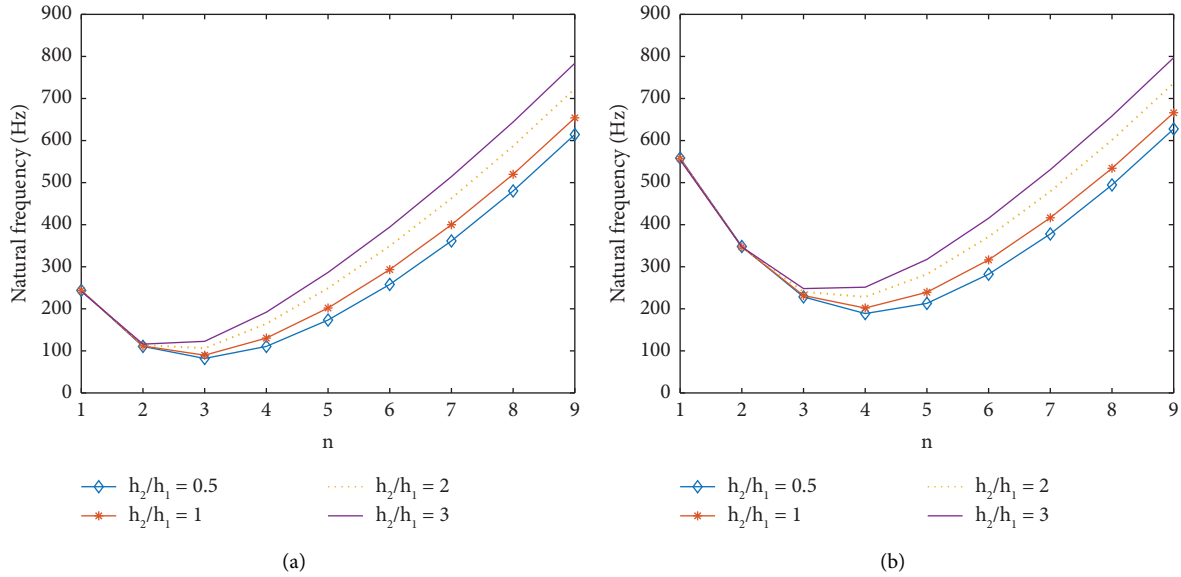 900
800
700
600
500
400
300
200
100
0
Natural frequency (Hz)
1 2 3 4 5 6 7 8 9
n
h₂/h₁ = 0.5
h₂/h₁ = 1
h₂/h₁ = 2
h₂/h₁ = 3
(a)
900
800
700
600
500
400
300
200
100
0
Natural frequency (Hz)
1 2 3 4 5 6 7 8 9
n
h₂/h₁ = 0.5
h₂/h₁ = 1
h₂/h₁ = 2
h₂/h₁ = 3
(b)